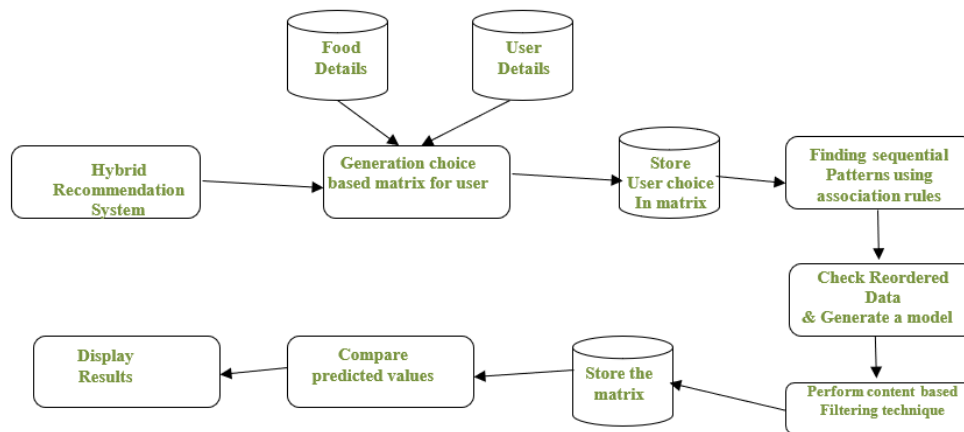 Food
Details
User
Details
Hybrid
Recommendation
System
Generation choice
based matrix for user
Store
User choice
In matrix
Finding sequential
Patterns using
association rules
Check Reordered
Data
& Generate a model
Perform content based
Filtering technique
Store the
matrix
Compare
predicted values
Display
Results